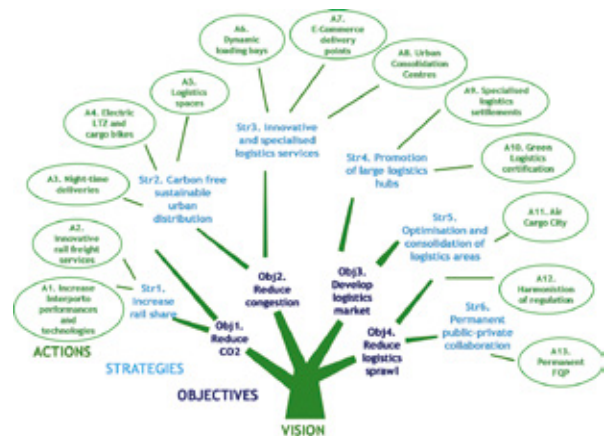 A6.
Dynamic
loading bays
A7.
E-Commerce
delivery
points
A8. Urban
Consolidation
Centres
A9. Specialised
logistics
settlements
A10. Green
Logistics
certification
A11. Air
Cargo City
A12.
Harmonistion
of regulation
A13.
Permanent
FQP
A5.
Logistics
spaces
A4. Electric
LTZ and
cargo bikes
A3. Night-time
deliveries
A2.
Innovative
rail freight
services
A1. Increase
Interporto
performances
and
technologies
Str3. Innovative
and specialised
logistics services
Str4. Promotion
of large logistics
hubs
Str2. Carbon free
sustainable
urban
distribution
Str5.
Optimisation and
consolidation of
logistics areas
Str1.
increase
rail share
Str6.
Permanent
public-private
collaboration
Obj2.
Reduce
congestion
Obj3.
Develop
logistics
market
Obj1.
Reduce
CO2
Obj4.
Reduce
logistics
sprawl
ACTIONS
STRATEGIES
OBJECTIVES
VISION